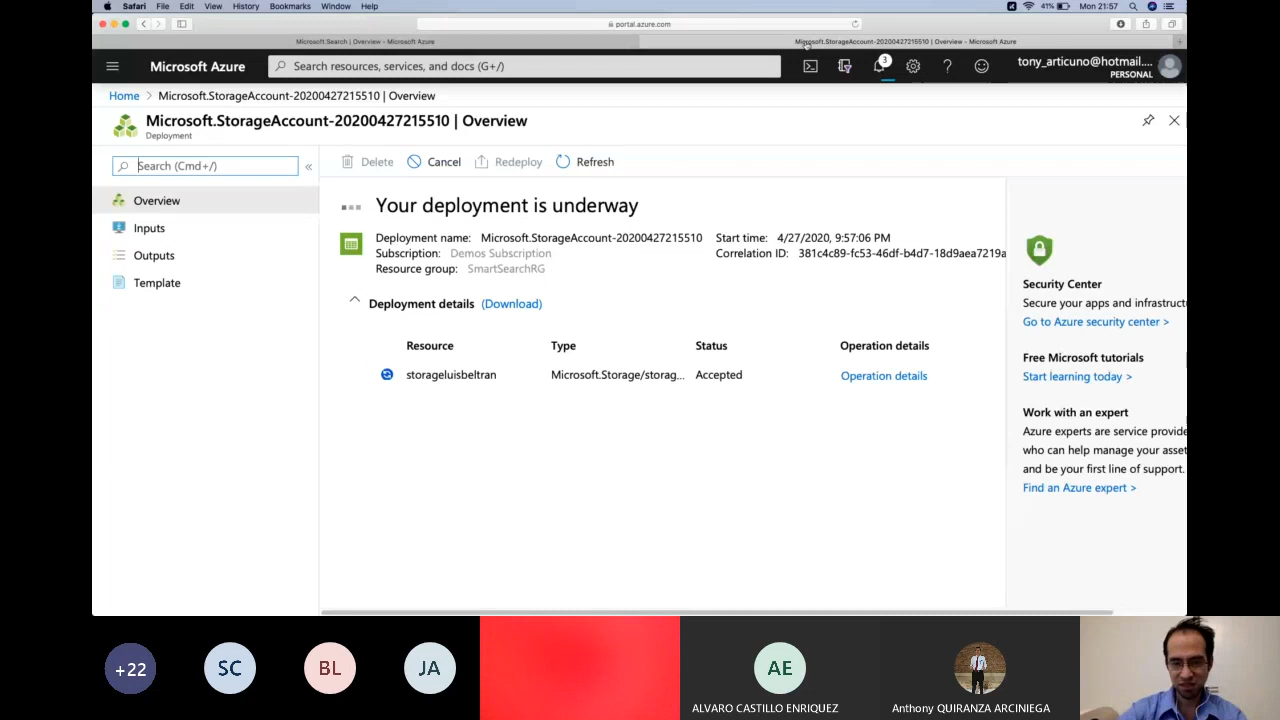 Safari File Edit View History Bookmarks Window Help
41% Mon 21:57
portal.azure.com
Microsoft.Search | Overview - Microsoft Azure
Microsoft.StorageAccount-20200427215510 | Overview - Microsoft Azure
Microsoft Azure
Search resources, services, and docs (G+/)
3
tony_articuno@hotmail....
PERSONAL
Home > Microsoft.StorageAccount-20200427215510 | Overview
Microsoft.StorageAccount-20200427215510 | Overview
Deployment
Search (Cmd+/)
«
Overview
Inputs
Outputs
Template
Delete Cancel Redeploy Refresh
Your deployment is underway
Deployment name: Microsoft.StorageAccount-20200427215510
Subscription: Demos Subscription
Resource group: SmartSearchRG
Start time: 4/27/2020, 9:57:06 PM
Correlation ID: 381c4c89-fc53-46df-b4d7-18d9aea7219a
Deployment details (Download)
Resource Type Status Operation details
storageluisbeltran Microsoft.Storage/storag... Accepted Operation details
Security Center
Secure your apps and infrastruct
Go to Azure security center >
Free Microsoft tutorials
Start learning today >
Work with an expert
Azure experts are service provide
who can help manage your asset
and be your first line of support.
Find an Azure expert >
+22
SC
BL
JA
AE
ALVARO CASTILLO ENRIQUEZ
Anthony QUIRANZA ARCINIEGA